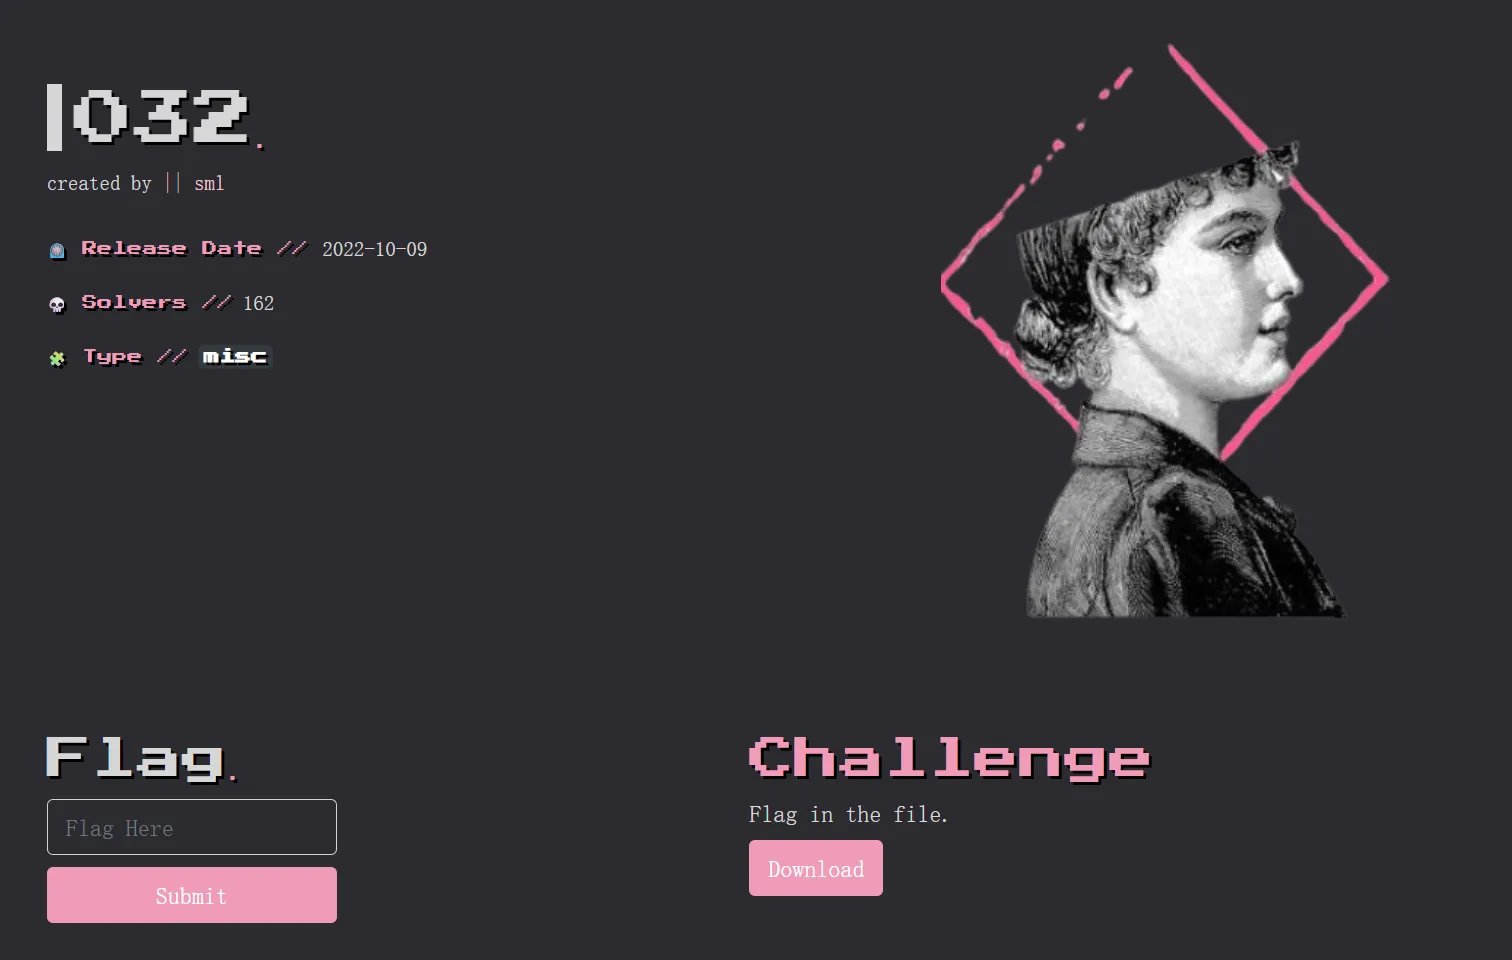 032.
created by || sml
Release Date // 2022-10-09
Solvers // 162
Type // misc
Flag.
Flag Here
Submit
Challenge
Flag in the file.
Download